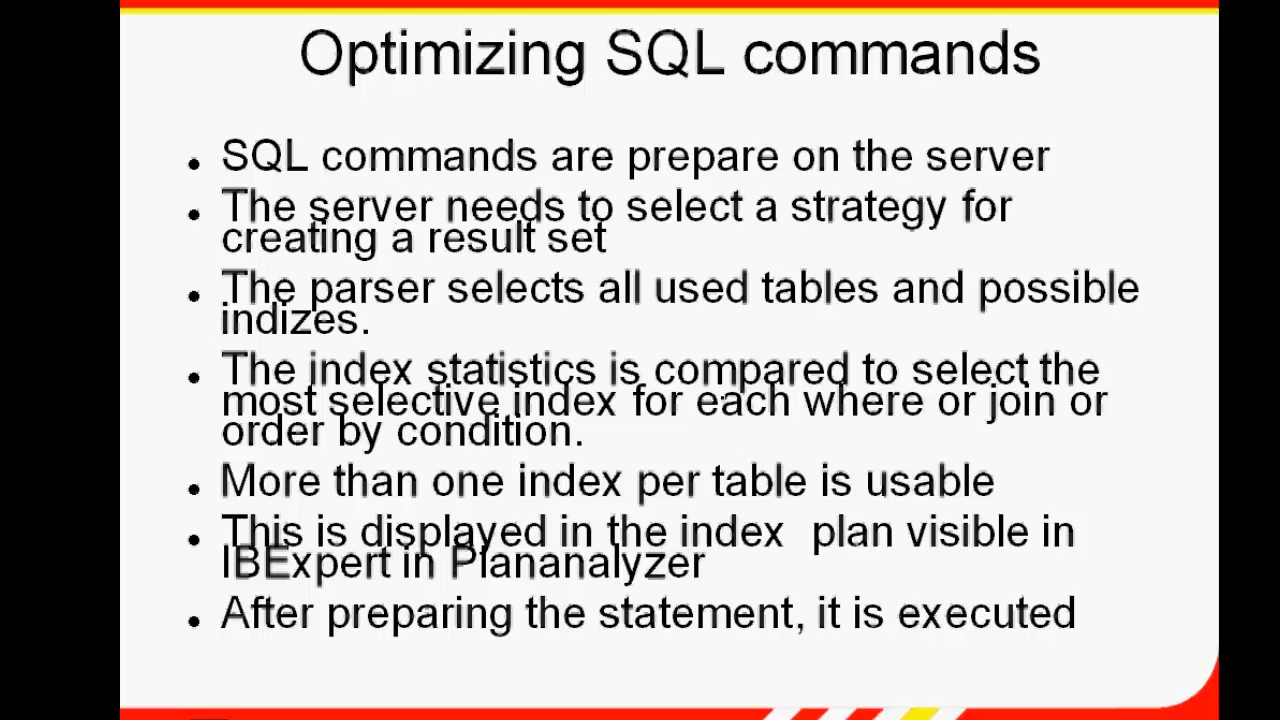 Optimizing SQL commands
SQL commands are prepare on the server
The server needs to select a strategy for
creating a result set
The parser selects all used tables and possible
indizes.
The index statistics is compared to select the
most selective index for each where or join or
order by condition.
More than one index per table is usable
This is displayed in the index  plan visible in
IBExpert in Plananalyzer
After preparing the statement, it is executed